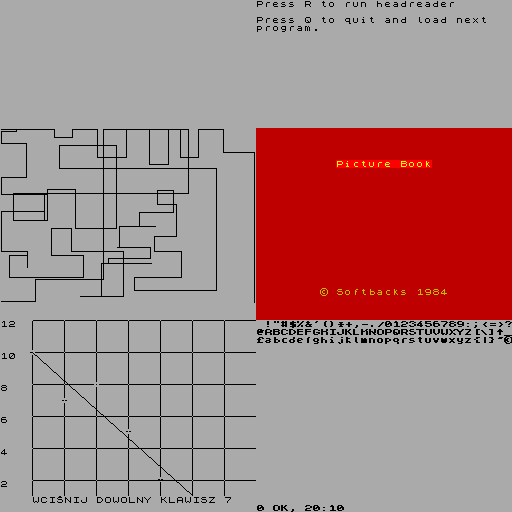 Press R to run headreader
Press Q to quit and load next
program.
Picture Book
© Softbacks 1984
12
10
8
6
4
2
WCIŚNIJ DOWOLNY KLAWISZ 7
!"#$%&'()*+,-./0123456789:;<=>?
@ABCDEFGHIJKLMNOPQRSTUVWXYZ[\]↑_
£abcdefghijklmnopqrstuvwxyz{|}~©
0 OK, 20:10